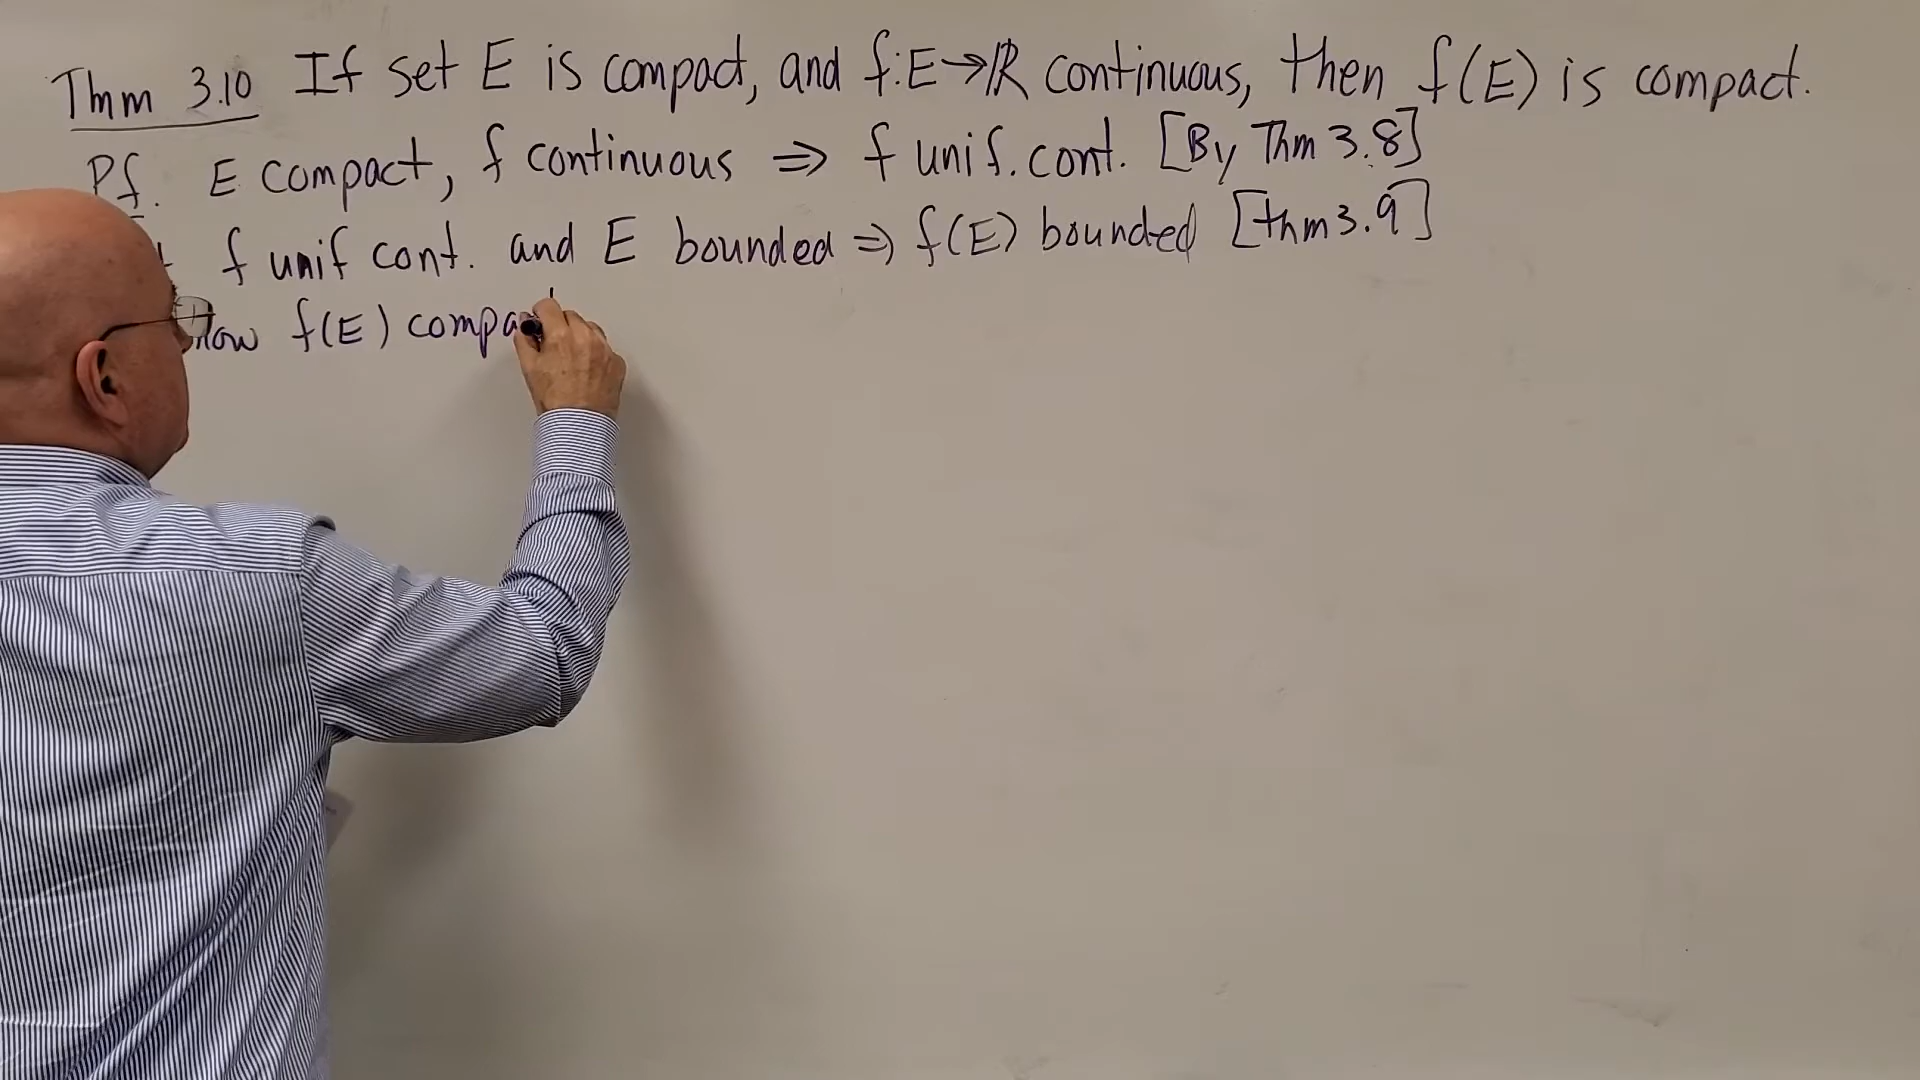 Thm 3.10 If set E is compact, and f:E→ℝ continuous, then f(E) is compact.
Pf. E compact, f continuous ⇒ f unif. cont. [By Thm 3.8]
f unif cont. and E bounded ⇒ f(E) bounded [thm 3.9]
f(E)